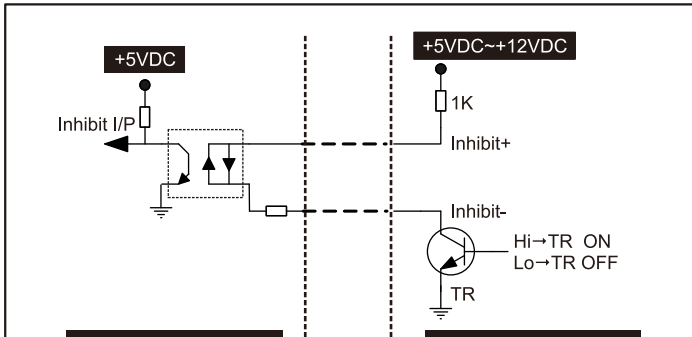 +5VDC
+5VDC~+12VDC
1K
Inhibit I/P
Inhibit+
Inhibit-
Hi→TR ON
Lo→TR OFF
TR